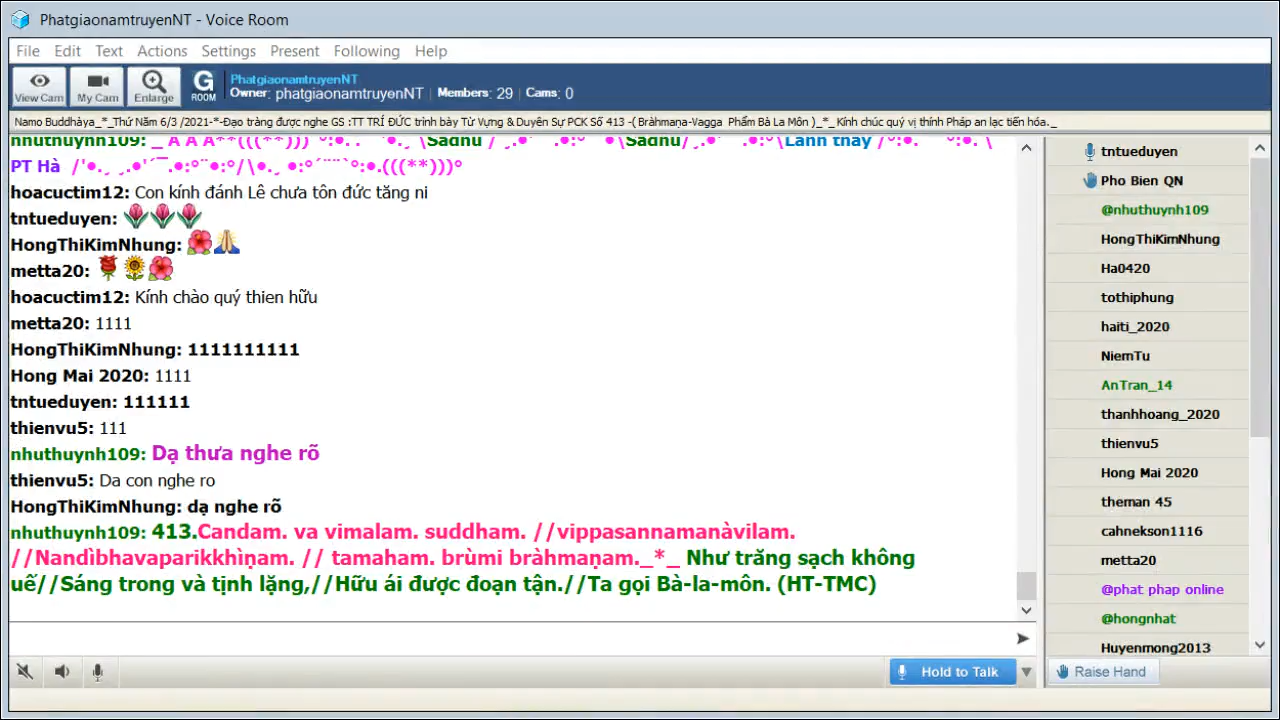 PhatgiaonamtruyenNT - Voice Room
File Edit Text Actions Settings Present Following Help
View Cam My Cam Enlarge G ROOM
PhatgiaonamtruyenNT
Owner: phatgiaonamtruyenNT | Members: 29 | Cams: 0
Namo Buddhàya_*_Thứ Năm 6/3 /2021-*-Đạo tràng được nghe GS :TT TRÍ ĐỨC trình bày Từ Vựng & Duyên Sự PCK Số 413 -( Bràhmaṇa-Vagga Phẩm Bà La Môn )_*_Kính chúc quý vị thính Pháp an lạc tiến hóa._
nhuthuynh109:
PT Hà
hoacuctim12: Con kính đánh Lê chưa tôn đức tăng ni
tntueduyen: 🌷🌷🌷
HongThiKimNhung: 🌺🙏
metta20: 🌹🌻🌺
hoacuctim12: Kính chào quý thien hữu
metta20: 1111
HongThiKimNhung: 1111111111
Hong Mai 2020: 1111
tntueduyen: 111111
thienvu5: 111
nhuthuynh109: Dạ thưa nghe rõ
thienvu5: Da con nghe ro
HongThiKimNhung: dạ nghe rõ
nhuthuynh109: 413.Candam. va vimalam. suddham. //vippasannamanàvilam.
//Nandìbhavaparikkhìṇam. // tamaham. brùmi bràhmaṇam._*_ Như trăng sạch không
uế//Sáng trong và tịnh lặng,//Hữu ái được đoạn tận.//Ta gọi Bà-la-môn. (HT-TMC)
tntueduyen
Pho Bien QN
@nhuthuynh109
HongThiKimNhung
Ha0420
tothiphung
haiti_2020
NiemTu
AnTran_14
thanhhoang_2020
thienvu5
Hong Mai 2020
theman 45
cahnekson1116
metta20
@phat phap online
@hongnhat
Huyenmong2013
Hold to Talk
Raise Hand